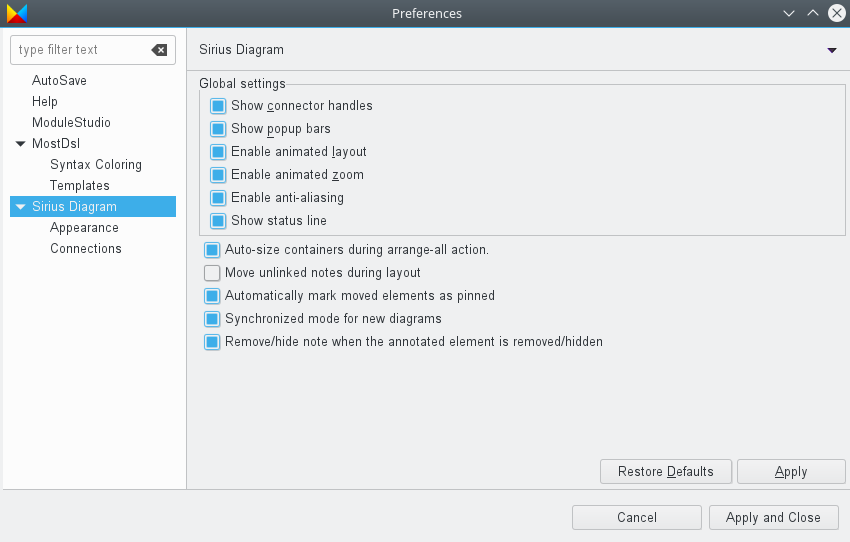 Preferences
type filter text
AutoSave
Help
ModuleStudio
MostDsl
Syntax Coloring
Templates
Sirius Diagram
Appearance
Connections
Sirius Diagram
Global settings
Show connector handles
Show popup bars
Enable animated layout
Enable animated zoom
Enable anti-aliasing
Show status line
Auto-size containers during arrange-all action.
Move unlinked notes during layout
Automatically mark moved elements as pinned
Synchronized mode for new diagrams
Remove/hide note when the annotated element is removed/hidden
Restore Defaults
Apply
Cancel
Apply and Close